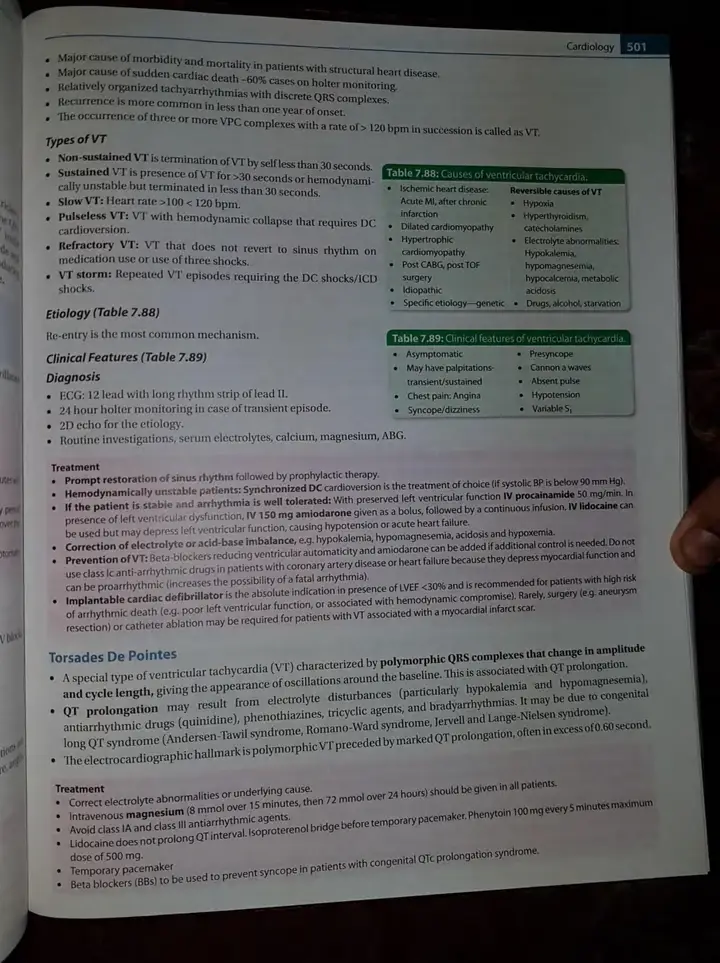 Cardiology 501
• Major cause of morbidity and mortality in patients with structural heart disease.
• Major cause of sudden cardiac death ~60% cases on holter monitoring.
• Relatively organized tachyarrhythmias with discrete QRS complexes.
• Recurrence is more common in less than one year of onset.
• The occurrence of three or more VPC complexes with a rate of > 120 bpm in succession is called as VT.
Types of VT
• Non-sustained VT is termination of VT by self less than 30 seconds.
• Sustained VT is presence of VT for >30 seconds or hemodynami-
cally unstable but terminated in less than 30 seconds.
• Slow VT: Heart rate >100 < 120 bpm.
• Pulseless VT: VT with hemodynamic collapse that requires DC
cardioversion.
• Refractory VT: VT that does not revert to sinus rhythm on
medication use or use of three shocks.
• VT storm: Repeated VT episodes requiring the DC shocks/ICD
shocks.
Etiology (Table 7.88)
Re-entry is the most common mechanism.
Clinical Features (Table 7.89)
Diagnosis
• ECG: 12 lead with long rhythm strip of lead II.
• 24 hour holter monitoring in case of transient episode.
• 2D echo for the etiology.
• Routine investigations, serum electrolytes, calcium, magnesium, ABG.
Table 7.88: Causes of ventricular tachycardia.
• Ischemic heart disease:
Acute MI, after chronic
infarction
• Dilated cardiomyopathy
• Hypertrophic
cardiomyopathy
• Post CABG, post TOF
surgery
• Idiopathic
• Specific etiology—genetic
Reversible causes of VT
• Hypoxia
• Hyperthyroidism,
catecholamines
• Electrolyte abnormalities:
Hypokalemia,
hypomagnesemia,
hypocalcemia, metabolic
acidosis
• Drugs, alcohol, starvation
Table 7.89: Clinical features of ventricular tachycardia.
• Asymptomatic
• May have palpitations-
transient/sustained
• Chest pain: Angina
• Syncope/dizziness
• Presyncope
• Cannon a waves
• Absent pulse
• Hypotension
• Variable S₁
Treatment
• Prompt restoration of sinus rhythm followed by prophylactic therapy.
• Hemodynamically unstable patients: Synchronized DC cardioversion is the treatment of choice (if systolic BP is below 90 mm Hg).
• If the patient is stable and arrhythmia is well tolerated: With preserved left ventricular function IV procainamide 50 mg/min. In
presence of left ventricular dysfunction, IV 150 mg amiodarone given as a bolus, followed by a continuous infusion. IV lidocaine can
be used but may depress left ventricular function, causing hypotension or acute heart failure.
• Correction of electrolyte or acid-base imbalance, e.g. hypokalemia, hypomagnesemia, acidosis and hypoxemia.
• Prevention of VT: Beta-blockers reducing ventricular automaticity and amiodarone can be added if additional control is needed. Do not
use class Ic anti-arrhythmic drugs in patients with coronary artery disease or heart failure because they depress myocardial function and
can be proarrhythmic (increases the possibility of a fatal arrhythmia).
• Implantable cardiac defibrillator is the absolute indication in presence of LVEF <30% and is recommended for patients with high risk
of arrhythmic death (e.g. poor left ventricular function, or associated with hemodynamic compromise). Rarely, surgery (e.g. aneurysm
resection) or catheter ablation may be required for patients with VT associated with a myocardial infarct scar.
Torsades De Pointes
• A special type of ventricular tachycardia (VT) characterized by polymorphic QRS complexes that change in amplitude
and cycle length, giving the appearance of oscillations around the baseline. This is associated with QT prolongation.
• QT prolongation may result from electrolyte disturbances (particularly hypokalemia and hypomagnesemia),
antiarrhythmic drugs (quinidine), phenothiazines, tricyclic agents, and bradyarrhythmias. It may be due to congenital
long QT syndrome (Andersen-Tawil syndrome, Romano-Ward syndrome, Jervell and Lange-Nielsen syndrome).
• The electrocardiographic hallmark is polymorphic VT preceded by marked QT prolongation, often in excess of 0.60 second.
Treatment
• Correct electrolyte abnormalities or underlying cause.
• Intravenous magnesium (8 mmol over 15 minutes, then 72 mmol over 24 hours) should be given in all patients.
• Avoid class IA and class III antiarrhythmic agents.
• Lidocaine does not prolong QT interval. Isoproterenol bridge before temporary pacemaker. Phenytoin 100 mg every 5 minutes maximum
dose of 500 mg.
• Temporary pacemaker
• Beta blockers (BBs) to be used to prevent syncope in patients with congenital QTc prolongation syndrome.